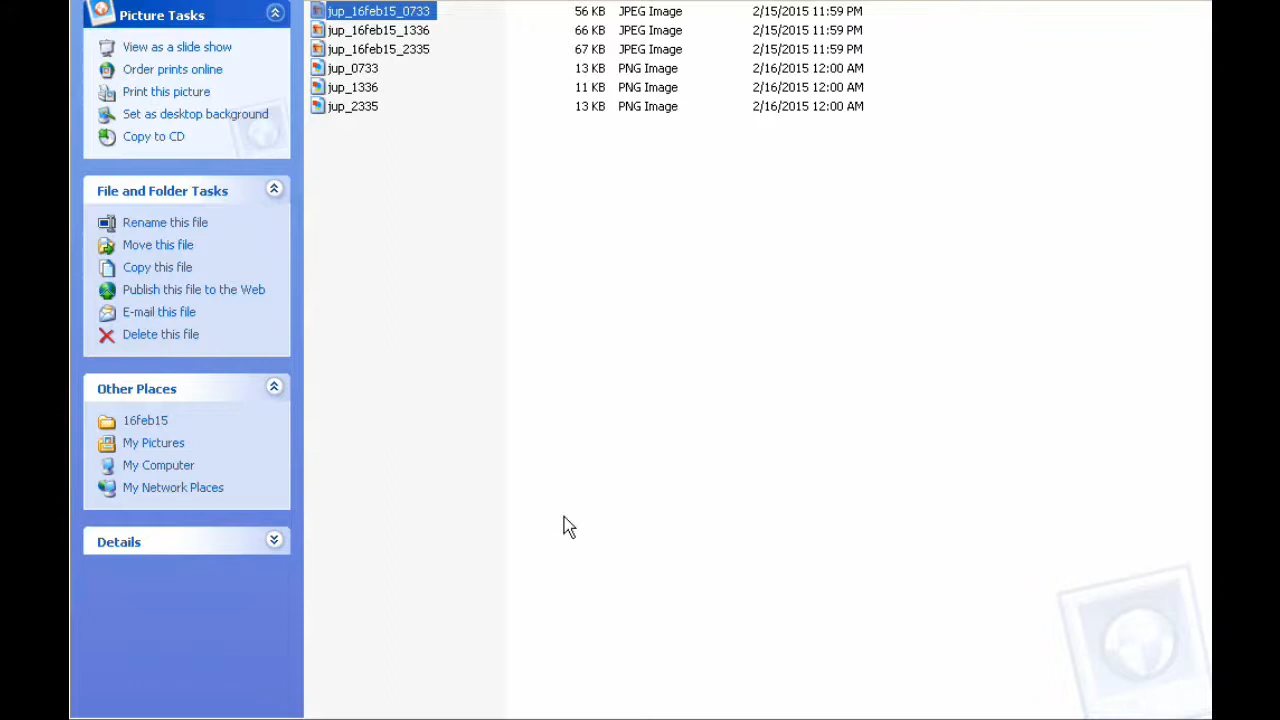 Picture Tasks
View as a slide show
Order prints online
Print this picture
Set as desktop background
Copy to CD
File and Folder Tasks
Rename this file
Move this file
Copy this file
Publish this file to the Web
E-mail this file
Delete this file
Other Places
16feb15
My Pictures
My Computer
My Network Places
Details
jup_16feb15_0733 56 KB JPEG Image 2/15/2015 11:59 PM
jup_16feb15_1336 66 KB JPEG Image 2/15/2015 11:59 PM
jup_16feb15_2335 67 KB JPEG Image 2/15/2015 11:59 PM
jup_0733 13 KB PNG Image 2/16/2015 12:00 AM
jup_1336 11 KB PNG Image 2/16/2015 12:00 AM
jup_2335 13 KB PNG Image 2/16/2015 12:00 AM